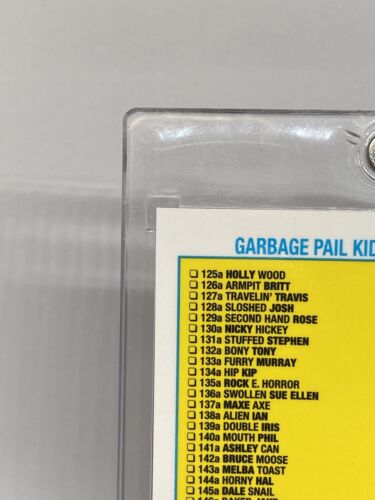 GARBAGE PAIL KID
125a HOLLY WOOD
126a ARMPIT BRITT
127a TRAVELIN' TRAVIS
128a SLOSHED JOSH
129a SECOND HAND ROSE
130a NICKY HICKEY
131a STUFFED STEPHEN
132a BONY TONY
133a FURRY MURRAY
134a HIP KIP
135a ROCK E. HORROR
136a SWOLLEN SUE ELLEN
137a MAXE AXE
138a ALIEN IAN
139a DOUBLE IRIS
140a MOUTH PHIL
141a ASHLEY CAN
142a BRUCE MOOSE
143a MELBA TOAST
144a HORNY HAL
145a DALE SNAIL